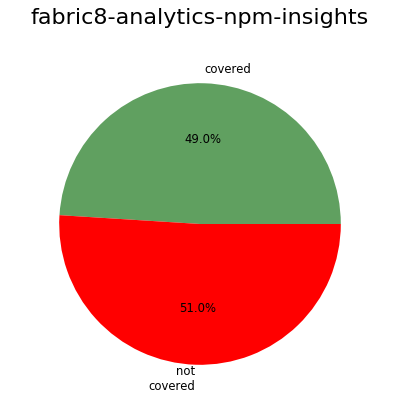 fabric8-analytics-npm-insights
covered
49.0%
51.0%
not
covered